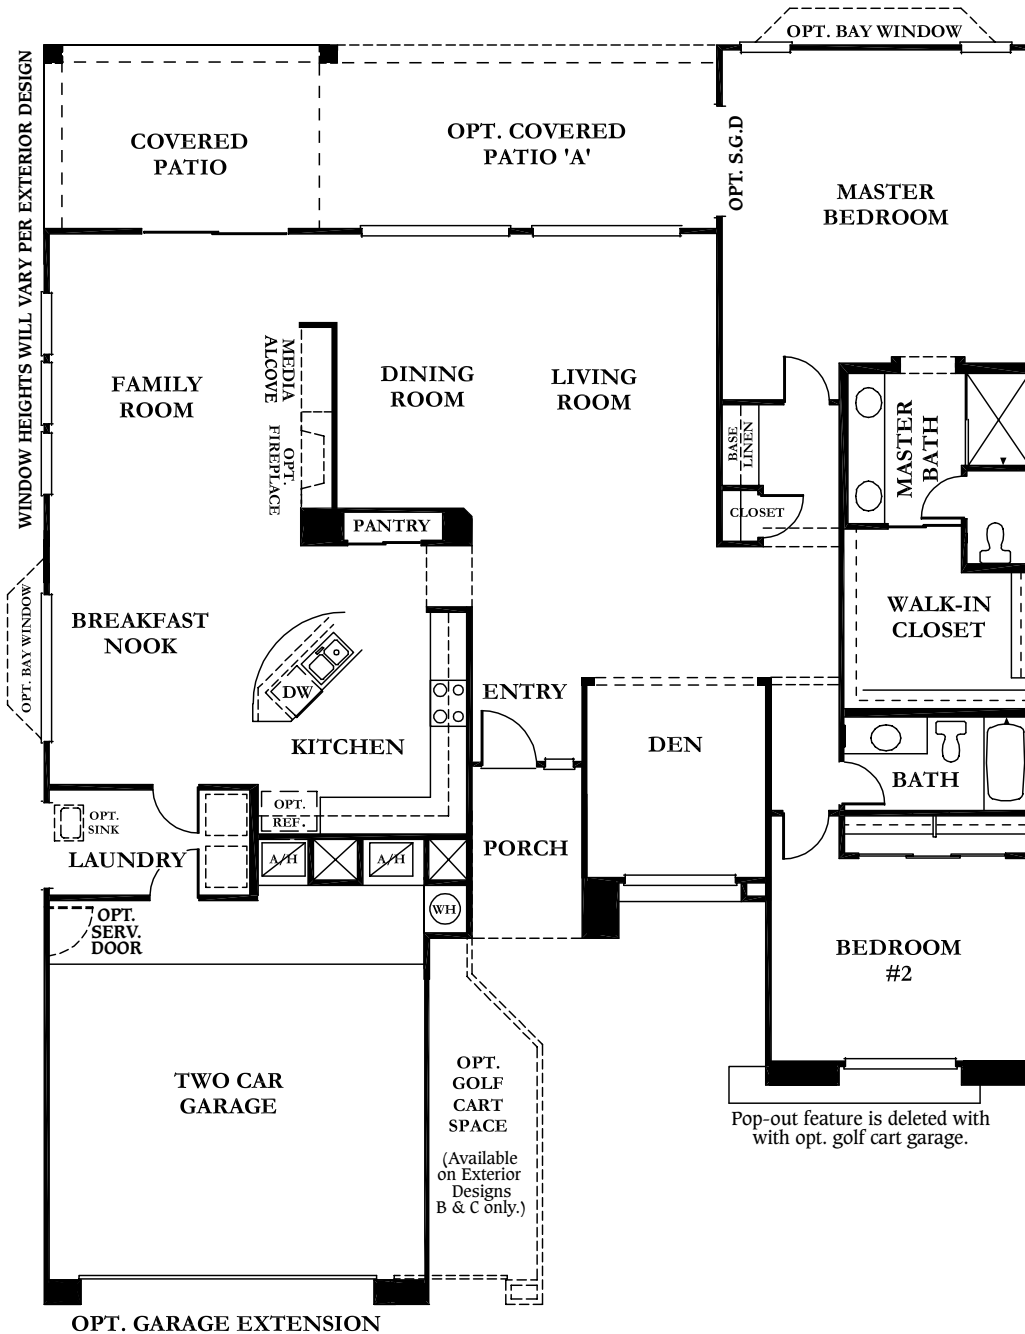 OPT. BAY WINDOW
WINDOW HEIGHTS WILL VARY PER EXTERIOR DESIGN
COVERED
PATIO
OPT. COVERED
PATIO 'A'
OPT. S.G.D
MASTER
BEDROOM
MEDIA
ALCOVE
FAMILY
ROOM
DINING
ROOM
LIVING
ROOM
OPT.
FIREPLACE
BASE
LINEN
MASTER
BATH
CLOSET
PANTRY
OPT. BAY WINDOW
BREAKFAST
NOOK
WALK-IN
CLOSET
DW
ENTRY
KITCHEN
DEN
BATH
OPT.
REF.
OPT.
SINK
LAUNDRY
A/H
A/H
PORCH
WH
OPT.
SERV.
DOOR
BEDROOM
#2
TWO CAR
GARAGE
OPT.
GOLF
CART
SPACE
(Available
on Exterior
Designs
B & C only.)
Pop-out feature is deleted with
with opt. golf cart garage.
OPT. GARAGE EXTENSION